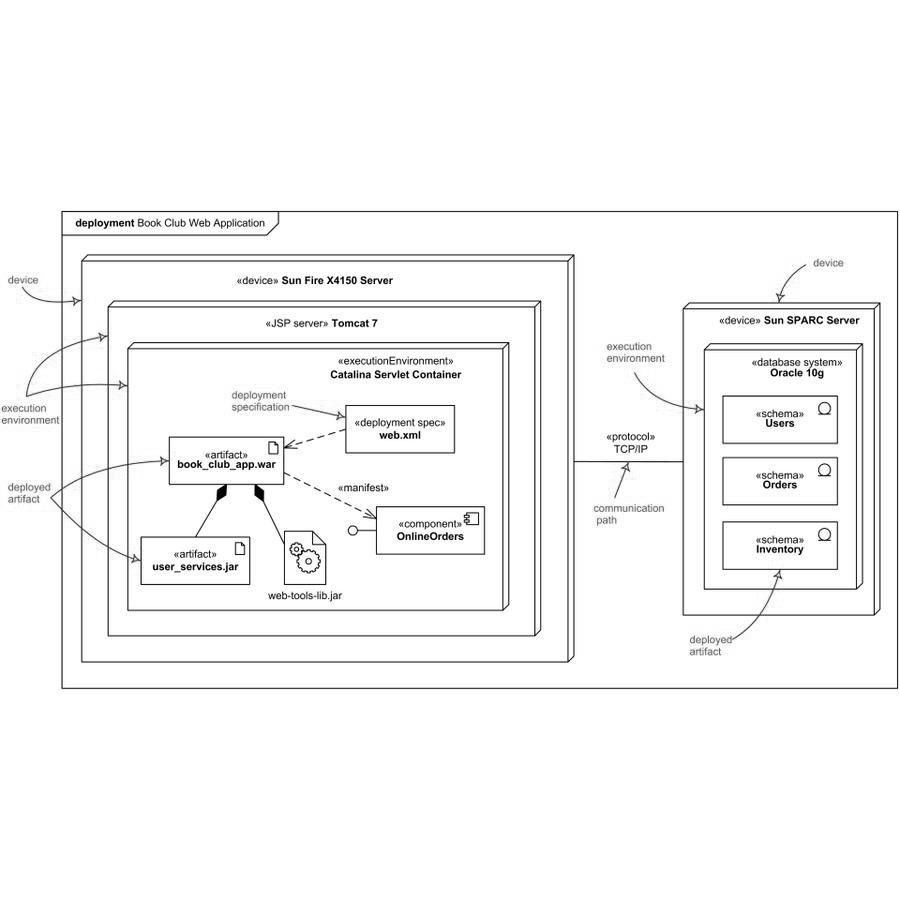 deployment Book Club Web Application
device
«device» Sun Fire X4150 Server
«JSP server» Tomcat 7
«executionEnvironment»
Catalina Servlet Container
execution
environment
deployment
specification
«deployment spec»
web.xml
«artifact»
book_club_app.war
deployed
artifact
«manifest»
«component»
OnlineOrders
«artifact»
user_services.jar
web-tools-lib.jar
«protocol»
TCP/IP
communication
path
device
«device» Sun SPARC Server
execution
environment
«database system»
Oracle 10g
«schema»
Users
«schema»
Orders
«schema»
Inventory
deployed
artifact